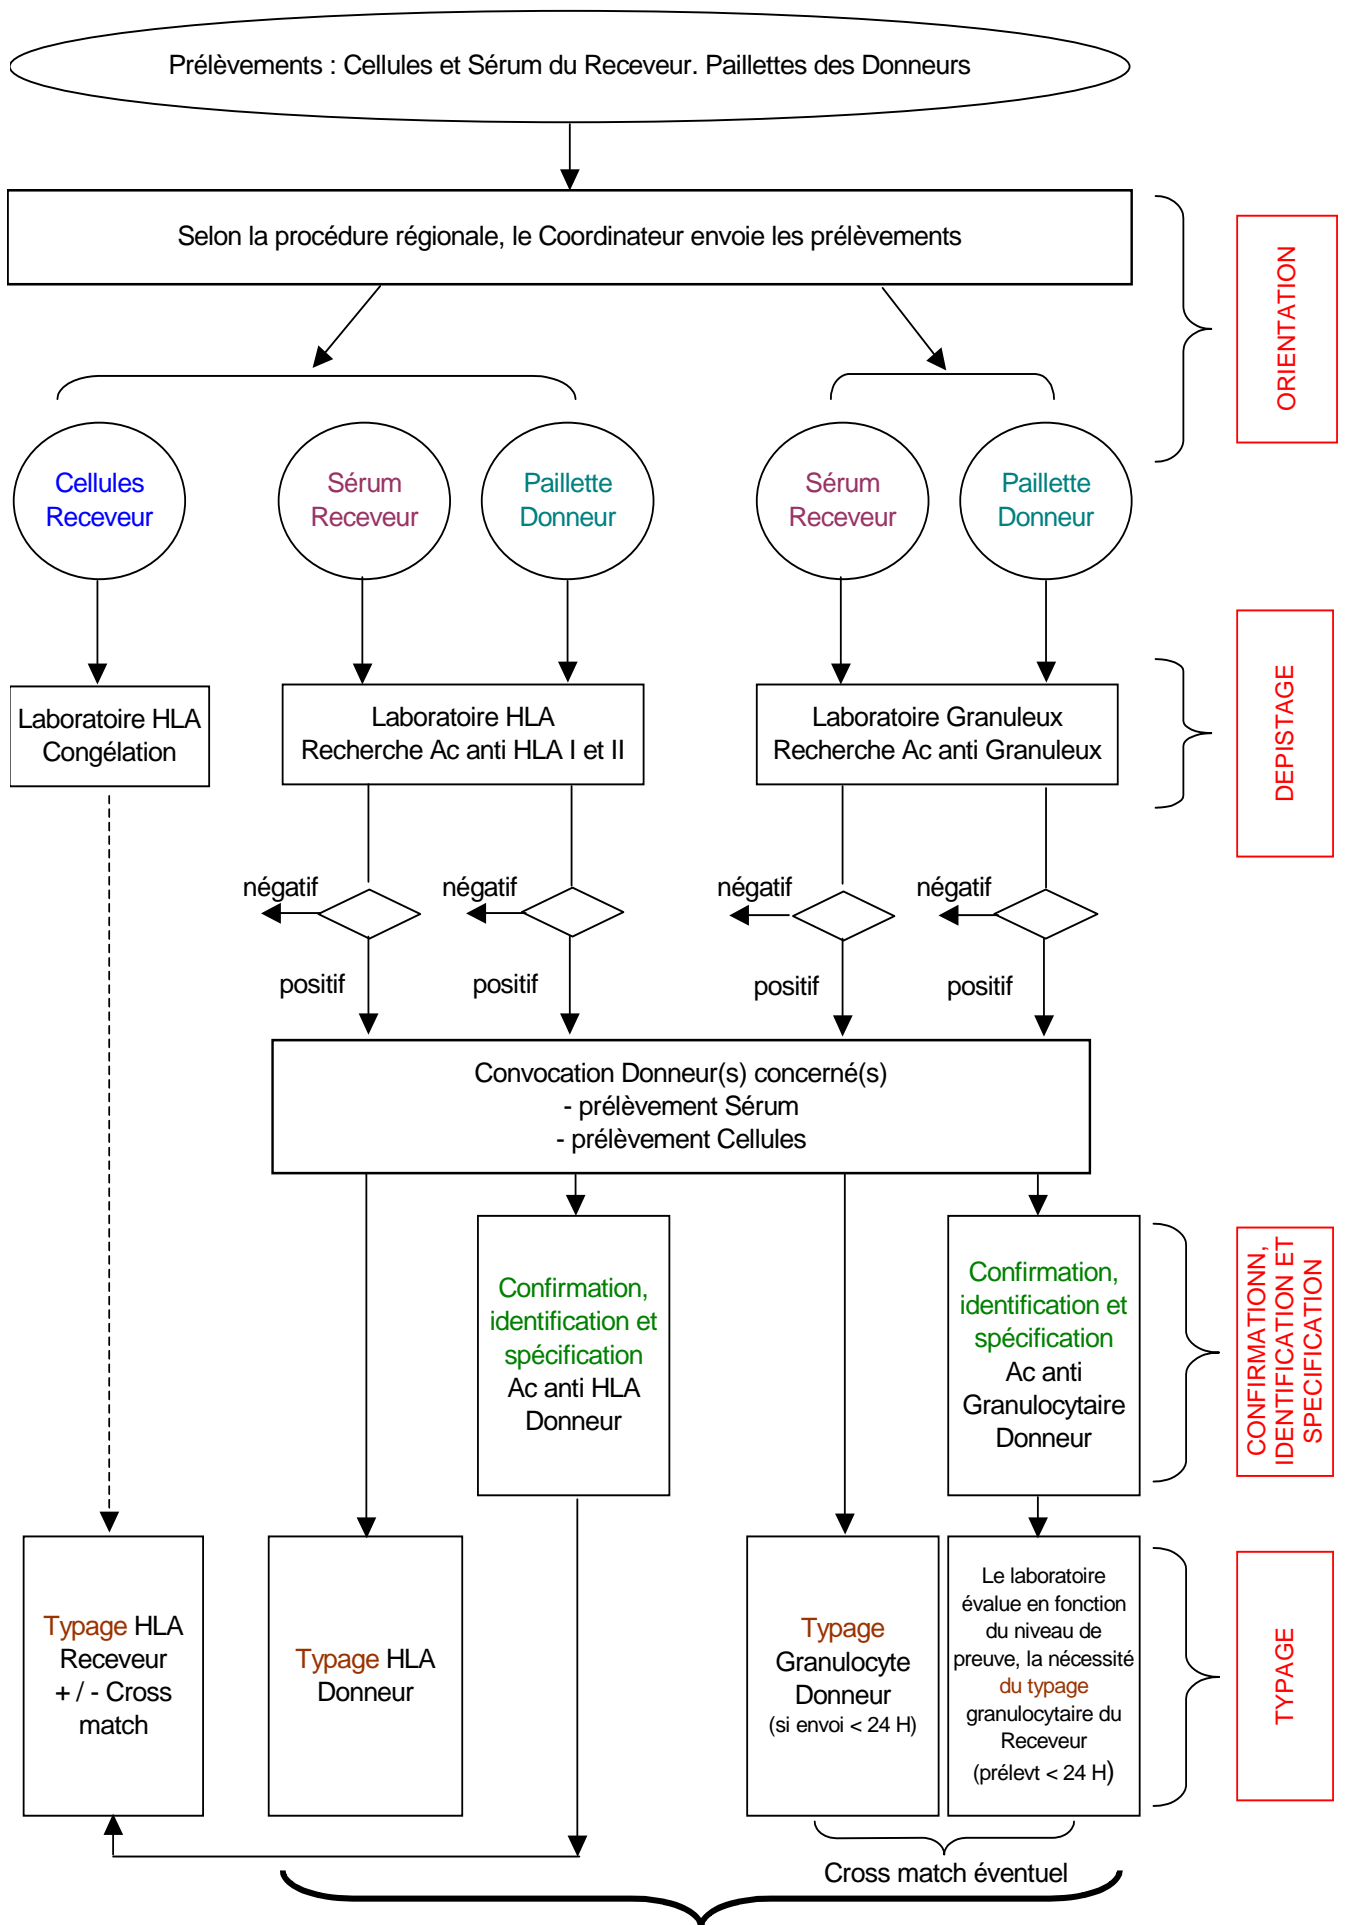 Prélèvements : Cellules et Sérum du Receveur. Paillettes des Donneurs
Selon la procédure régionale, le Coordinateur envoie les prélèvements
ORIENTATION
Cellules
Receveur
Sérum
Receveur
Paillette
Donneur
Sérum
Receveur
Paillette
Donneur
Laboratoire HLA
Congélation
Laboratoire HLA
Recherche Ac anti HLA I et II
Laboratoire Granuleux
Recherche Ac anti Granuleux
DEPISTAGE
négatif
négatif
négatif
négatif
positif
positif
positif
positif
Convocation Donneur(s) concerné(s)
- prélèvement Sérum
- prélèvement Cellules
Confirmation,
identification et
spécification
Ac anti HLA
Donneur
Confirmation,
identification et
spécification
Ac anti
Granulocytaire
Donneur
CONFIRMATIONN,
IDENTIFICATION ET
SPECIFICATION
Typage HLA
Receveur
+ / - Cross
match
Typage HLA
Donneur
Typage
Granulocyte
Donneur
(si envoi < 24 H)
Le laboratoire
évalue en fonction
du niveau de
preuve, la nécessité
du typage
granulocytaire du
Receveur
(prélevt < 24 H)
TYPAGE
Cross match éventuel